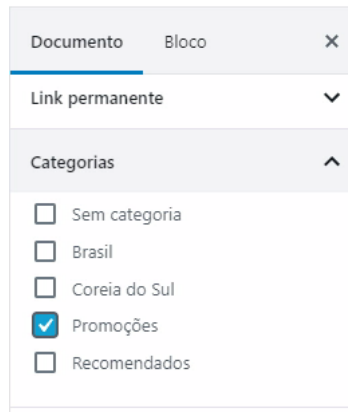 Documento Bloco
Link permanente
Categorias
Sem categoria
Brasil
Coreia do Sul
Promoções
Recomendados